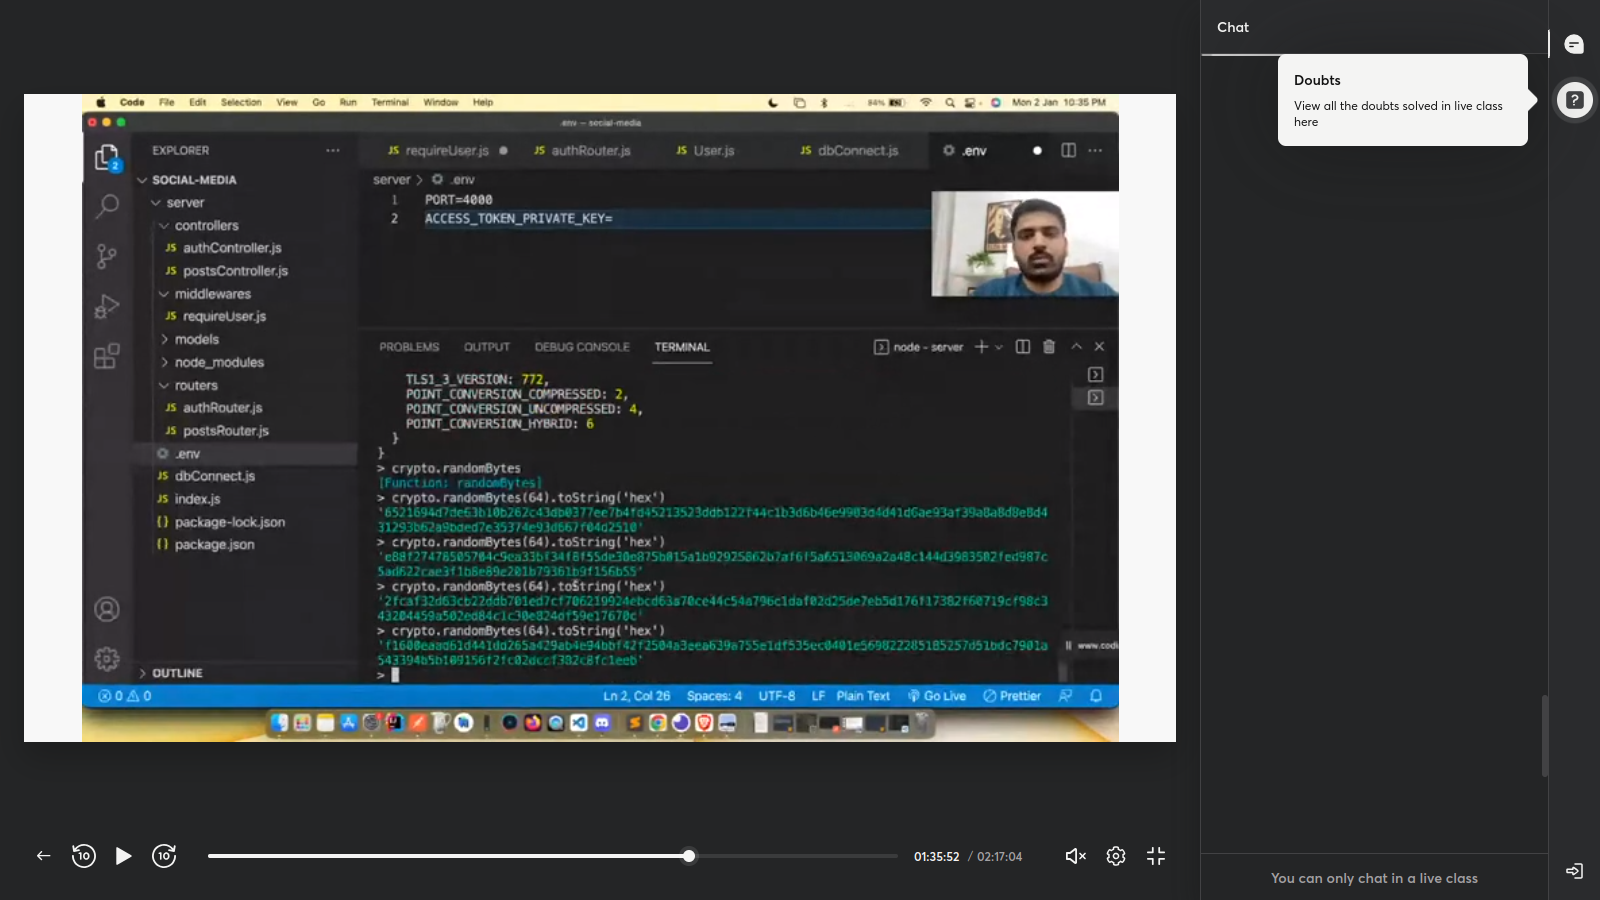 Chat
Doubts
View all the doubts solved in live class
here
Code File Edit Selection View Go Run Terminal Window Help
84% Mon 2 Jan 10:35 PM
.env — social-media
EXPLORER
SOCIAL-MEDIA
server
controllers
JS authController.js
JS postsController.js
middlewares
JS requireUser.js
models
node_modules
routers
JS authRouter.js
JS postsRouter.js
.env
JS dbConnect.js
JS index.js
{} package-lock.json
{} package.json
OUTLINE
2
JS requireUser.js JS authRouter.js JS User.js JS dbConnect.js .env
server > .env
1 PORT=4000
2 ACCESS_TOKEN_PRIVATE_KEY=
PROBLEMS OUTPUT DEBUG CONSOLE TERMINAL node - server
TLS1_3_VERSION: 772,
POINT_CONVERSION_COMPRESSED: 2,
POINT_CONVERSION_UNCOMPRESSED: 4,
POINT_CONVERSION_HYBRID: 6
}
}
> crypto.randomBytes
[Function: randomBytes]
> crypto.randomBytes(64).toString('hex')
> crypto.randomBytes(64).toString('hex')
> crypto.randomBytes(64).toString('hex')
> crypto.randomBytes(64).toString('hex')
>
0 0 Ln 2, Col 26 Spaces: 4 UTF-8 LF Plain Text Go Live Prettier
10 10 01:35:52 / 02:17:04
You can only chat in a live class